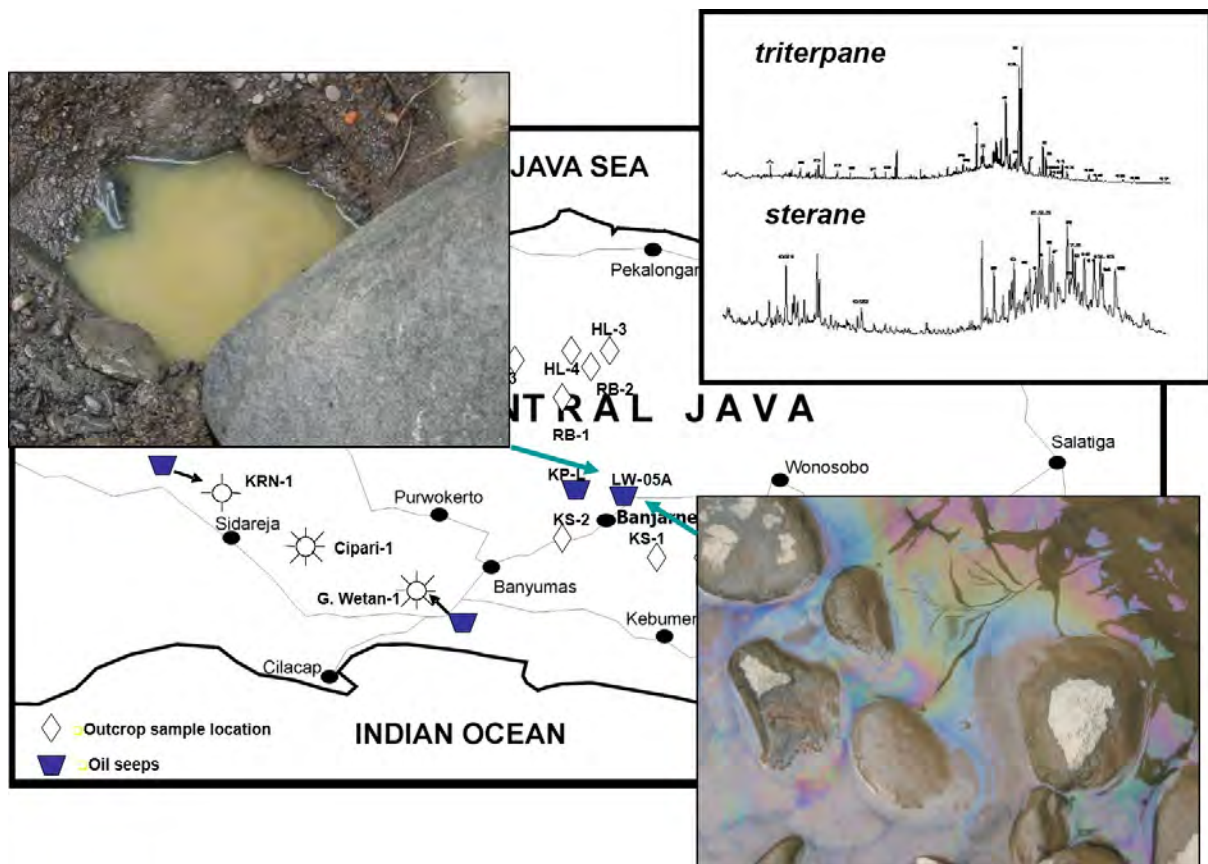 triterpane
sterane
JAVA SEA
Pekalongan
HL-3
HL-4
3
RB-2
NTRAL JAVA
RB-1
Salatiga
Wonosobo
KP-L
LW-05A
KRN-1
Purwokerto
Sidareja
KS-2
Banjarne
KS-1
Cipari-1
Banyumas
G. Wetan-1
Kebumen
Cilacap
INDIAN OCEAN
Outcrop sample location
Oil seeps